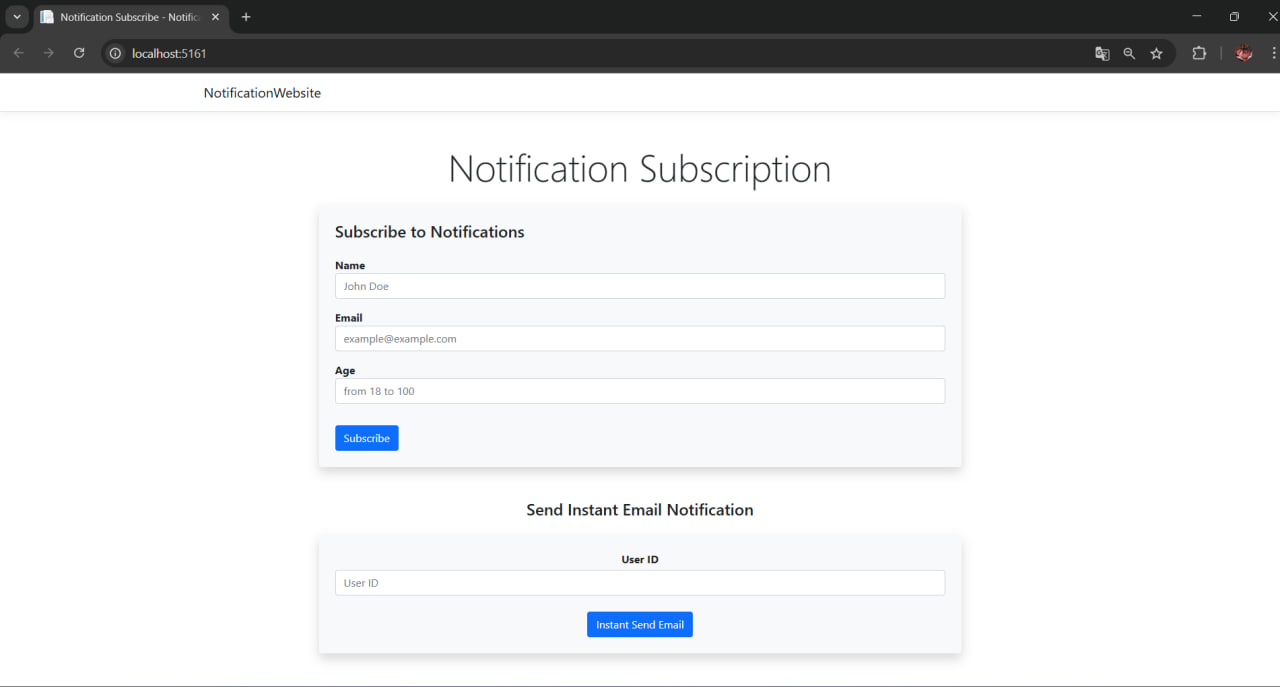 Notification Subscribe - Notific
localhost:5161
NotificationWebsite
Notification Subscription
Subscribe to Notifications
Name
John Doe
Email
example@example.com
Age
from 18 to 100
Subscribe
Send Instant Email Notification
User ID
User ID
Instant Send Email